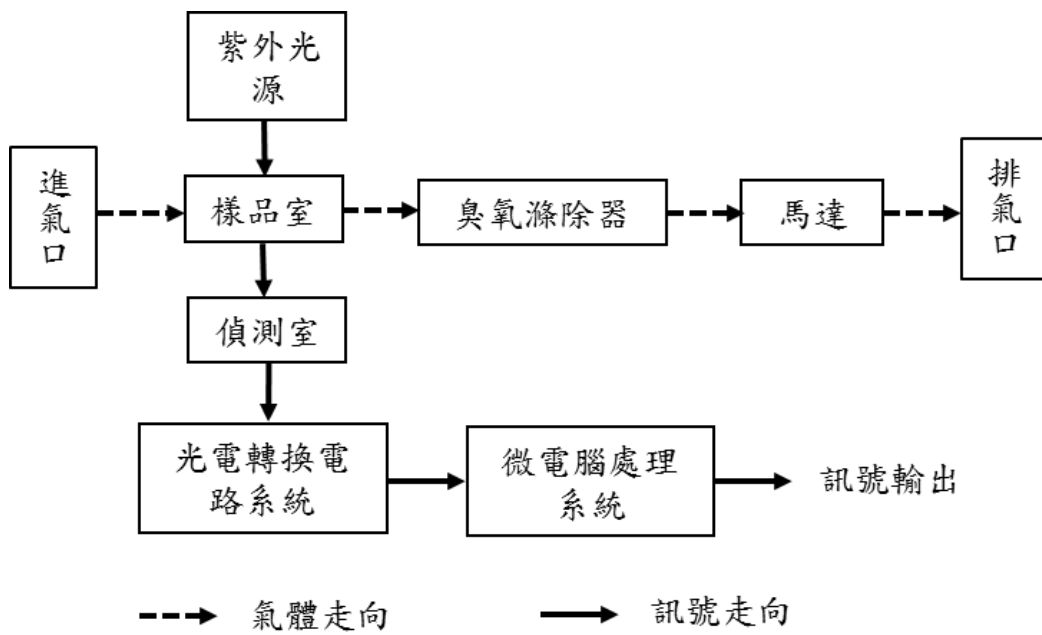 紫外光
源
進
氣
口
樣品室
臭氧滌除器
馬達
排
氣
口
偵測室
光電轉換電
路系統
微電腦處理
系統
訊號輸出
氣體走向
訊號走向